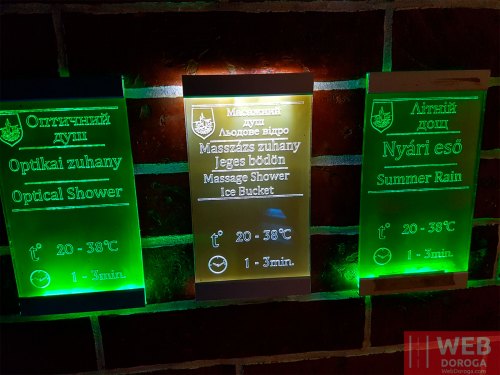 Оптичний
душ
Optikai zuhany
Optical Shower
t° 20 - 38°C
1 - 3min.
Масажний
душ
Льодове відро
Masszázs zuhany
Jeges bödön
Massage Shower
Ice Bucket
t° 20 - 38°C
1 - 3min.
Літній
дощ
Nyári eső
Summer Rain
t° 20 - 38°C
1 - 3min.
WEB
DOROGA
WebDoroga.com